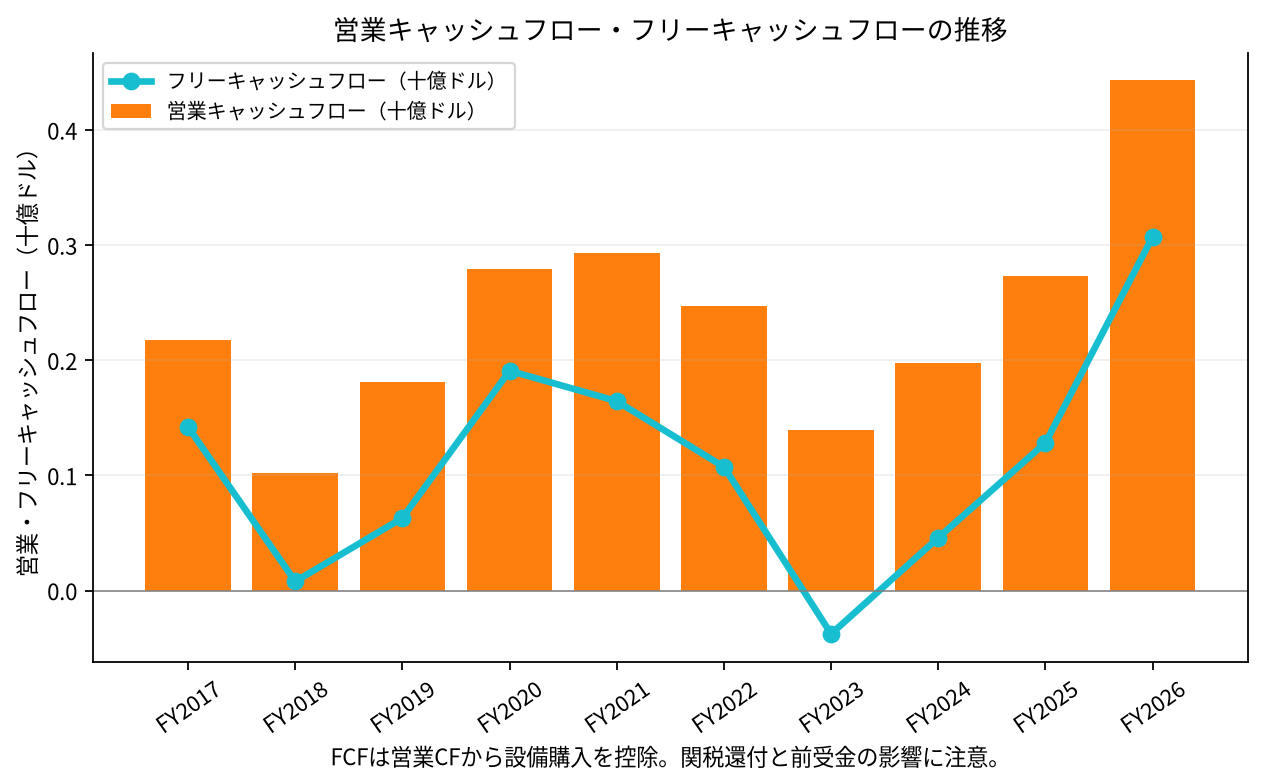 営業キャッシュフロー・フリーキャッシュフローの推移
フリーキャッシュフロー（十億ドル）
営業キャッシュフロー（十億ドル）
営業・フリーキャッシュフロー（十億ドル）
0.4
0.3
0.2
0.1
0.0
FY2017
FY2018
FY2019
FY2020
FY2021
FY2022
FY2023
FY2024
FY2025
FY2026
FCFは営業CFから設備購入を控除。関税還付と前受金の影響に注意。